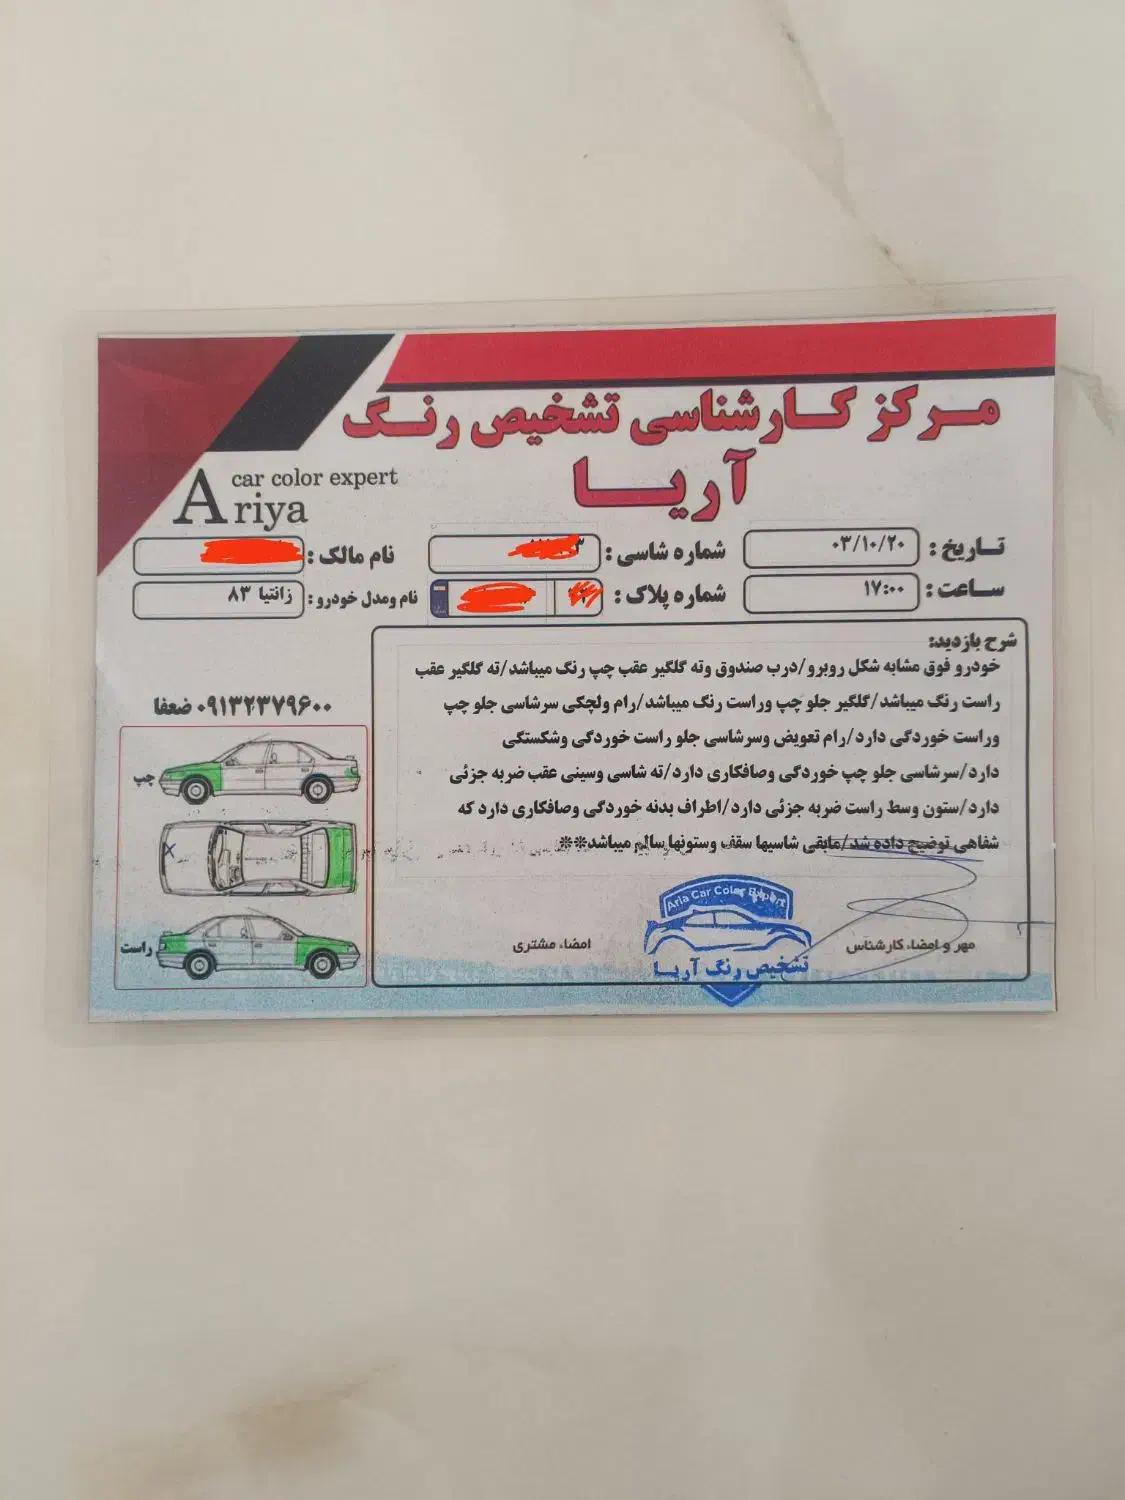 مرکز کارشناسی تشخیص رنگ
آریا
car color expert
Ariya
تاریخ : ۰۳/۱۰/۲۰
شماره شاسی :
نام مالک :
ساعت : ۱۷:۰۰
شماره پلاک :
نام ومدل خودرو : زانتیا ۸۳
شرح بازدید:
خودرو فوق مشابه شکل روبرو/درب صندوق وته گلگیر عقب چپ رنگ میباشد/ته گلگیر عقب
راست رنگ میباشد/گلگیر جلو چپ وراست رنگ میباشد/رام ولچکی سرشاسی جلو چپ
وراست خوردگی دارد/رام تعویض وسرشاسی جلو راست خوردگی وشکستگی
دارد/سرشاسی جلو چپ خوردگی وصافکاری دارد/ته شاسی وسینی عقب ضربه جزئی
دارد/ستون وسط راست ضربه جزئی دارد/اطراف بدنه خوردگی وصافکاری دارد که
شفاهی توضیح داده شد/مابقی شاسیها سقف وستونها سالم میباشد**
۰۹۱۳۲۳۷۹۶۰۰ ضعفا
چپ
راست
مهر و امضاء کارشناس
امضاء مشتری
Aria Car Color Expert
تشخیص رنگ آریا